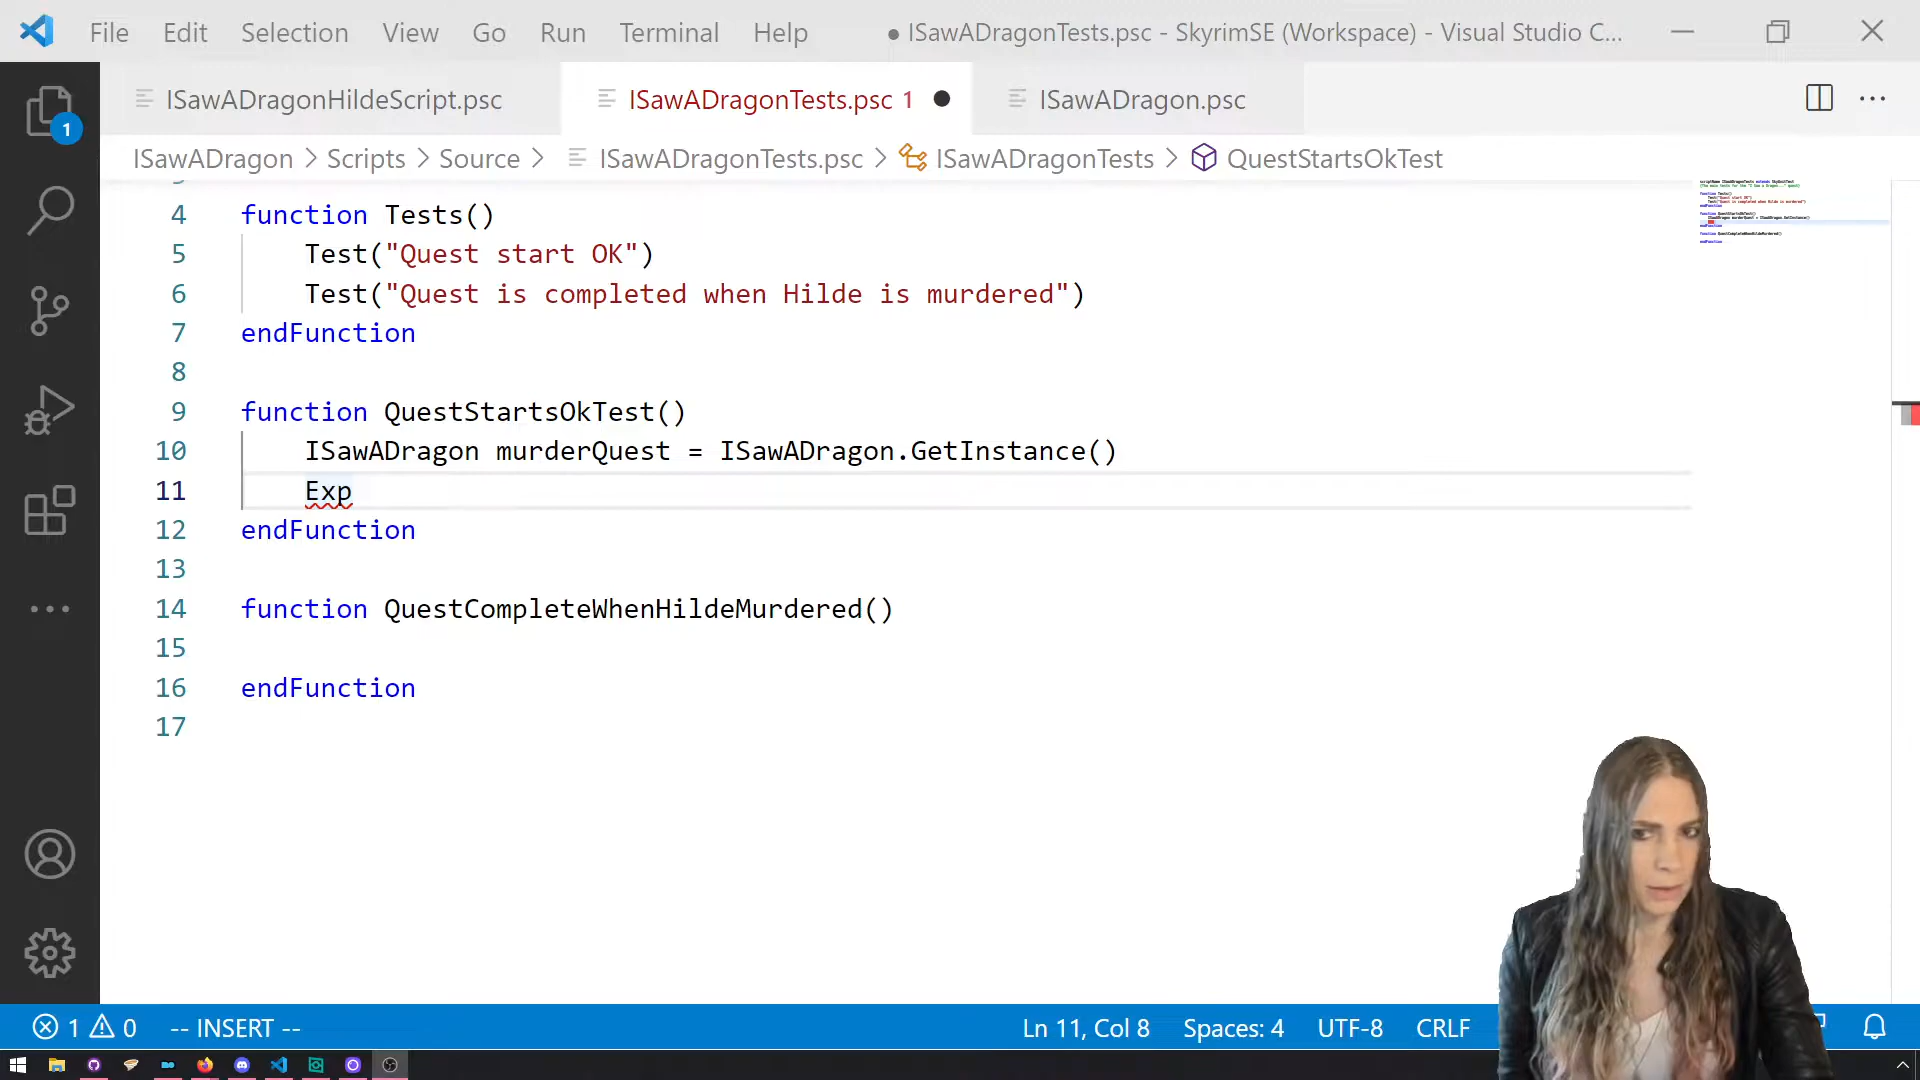 File Edit Selection View Go Run Terminal Help ● ISawADragonTests.psc - SkyrimSE (Workspace) - Visual Studio C...
ISawADragonHildeScript.psc ISawADragonTests.psc 1 ISawADragon.psc
ISawADragon > Scripts > Source > ISawADragonTests.psc > ISawADragonTests > QuestStartsOkTest
1
4 function Tests()
5 Test("Quest start OK")
6 Test("Quest is completed when Hilde is murdered")
7 endFunction
8
9 function QuestStartsOkTest()
10 ISawADragon murderQuest = ISawADragon.GetInstance()
11 Exp
12 endFunction
13
14 function QuestCompleteWhenHildeMurdered()
15
16 endFunction
17
1 0 -- INSERT -- Ln 11, Col 8 Spaces: 4 UTF-8 CRLF